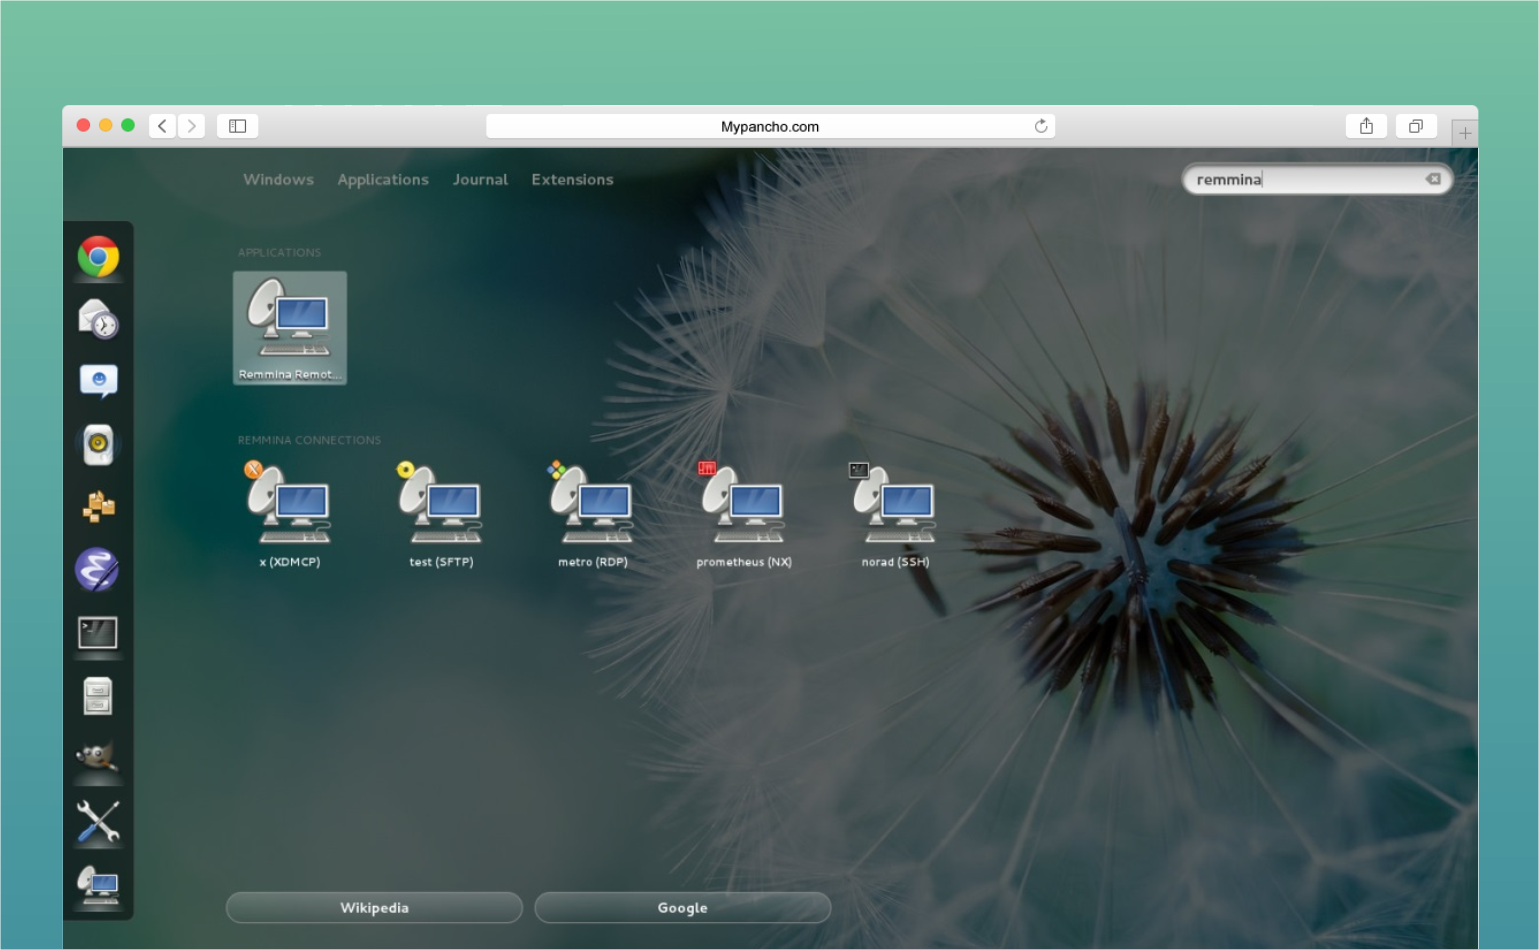 Mypancho.com
Windows Applications Journal Extensions
remmina
APPLICATIONS
Remmina Remot...
REMMINA CONNECTIONS
x (XDMCP) test (SFTP) metro (RDP) prometheus (NX) norad (SSH)
Wikipedia Google